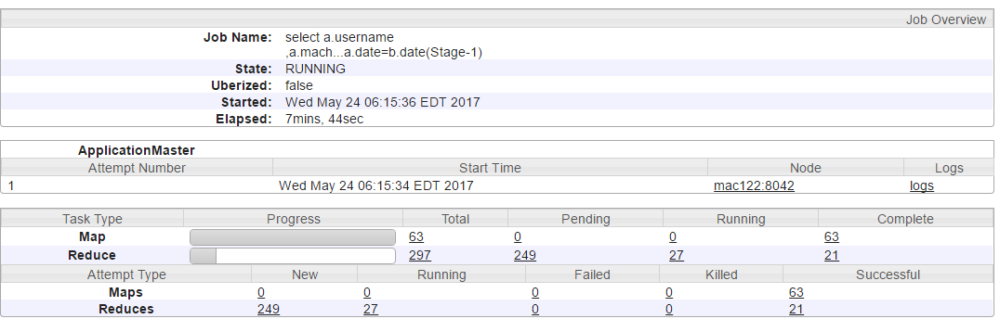 Job Overview
Job Name: select a.username
,a.mach...a.date=b.date(Stage-1)
State: RUNNING
Uberized: false
Started: Wed May 24 06:15:36 EDT 2017
Elapsed: 7mins, 44sec
ApplicationMaster
Attempt Number Start Time Node Logs
1 Wed May 24 06:15:34 EDT 2017 mac122:8042 logs
Task Type Progress Total Pending Running Complete
Map 63 0 0 63
Reduce 297 249 27 21
Attempt Type New Running Failed Killed Successful
Maps 0 0 0 0 63
Reduces 249 27 0 0 21